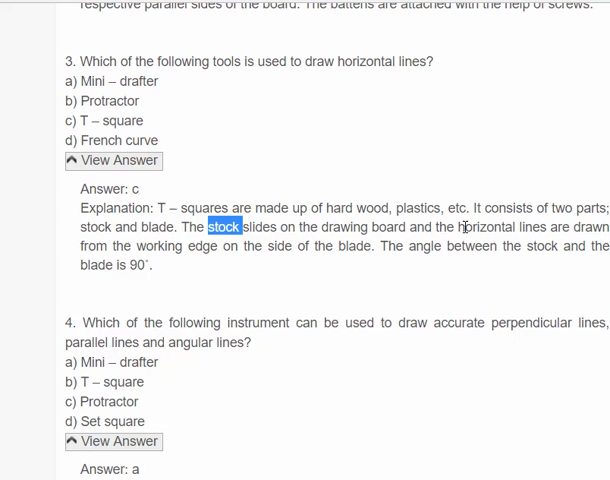 respective parallel sides of the board. The battens are attached with the help of screws.
3. Which of the following tools is used to draw horizontal lines?
a) Mini – drafter
b) Protractor
c) T – square
d) French curve
View Answer
Answer: c
Explanation: T – squares are made up of hard wood, plastics, etc. It consists of two parts;
stock and blade. The stock slides on the drawing board and the horizontal lines are drawn
from the working edge on the side of the blade. The angle between the stock and the
blade is 90˚.
4. Which of the following instrument can be used to draw accurate perpendicular lines,
parallel lines and angular lines?
a) Mini – drafter
b) T – square
c) Protractor
d) Set square
View Answer
Answer: a